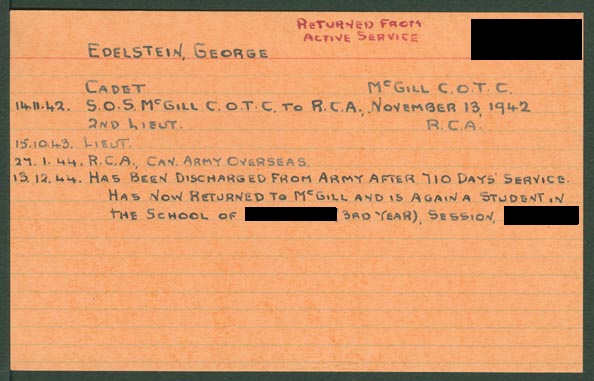 RETURNED FROM
ACTIVE SERVICE
EDELSTEIN, GEORGE
CADET McGILL C.O.T.C.
14.11.42. S.O.S. McGILL C.O.T.C. TO R.C.A., NOVEMBER 13, 1942
2ND LIEUT. R.C.A.
15.10.43. LIEUT.
27.1.44. R.C.A., CAN. ARMY OVERSEAS.
13.12.44. HAS BEEN DISCHARGED FROM ARMY AFTER 710 DAYS' SERVICE.
HAS NOW RETURNED TO McGILL AND IS AGAIN A STUDENT IN
THE SCHOOL OF 3RD YEAR), SESSION,